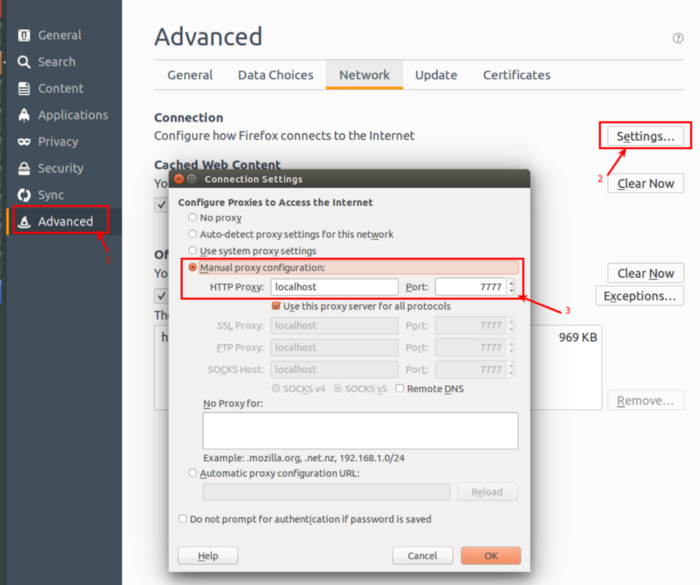 General
Search
Content
Applications
Privacy
Security
Sync
Advanced
1
Advanced
General Data Choices Network Update Certificates
Connection
Configure how Firefox connects to the Internet
Settings...
2
Cached Web Content
Yo
Clear Now
Of
Yo
Clear Now
Exceptions...
The
h
969 KB
Remove...
Connection Settings
Configure Proxies to Access the Internet
No proxy
Auto-detect proxy settings for this network
Use system proxy settings
Manual proxy configuration:
HTTP Proxy: localhost Port: 7777
3
Use this proxy server for all protocols
SSL Proxy: localhost Port: 7777
FTP Proxy: localhost Port: 7777
SOCKS Host: localhost Port: 7777
SOCKS v4 SOCKS v5 Remote DNS
No Proxy for:
Example: .mozilla.org, .net.nz, 192.168.1.0/24
Automatic proxy configuration URL:
Reload
Do not prompt for authentication if password is saved
Help Cancel OK